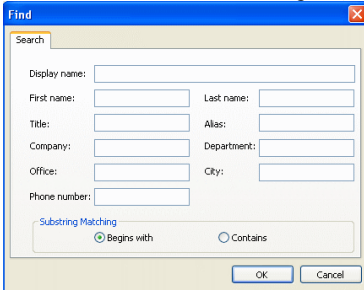 Find
Search
Display name:
First name: Last name:
Title: Alias:
Company: Department:
Office: City:
Phone number:
Substring Matching
Begins with Contains
OK Cancel